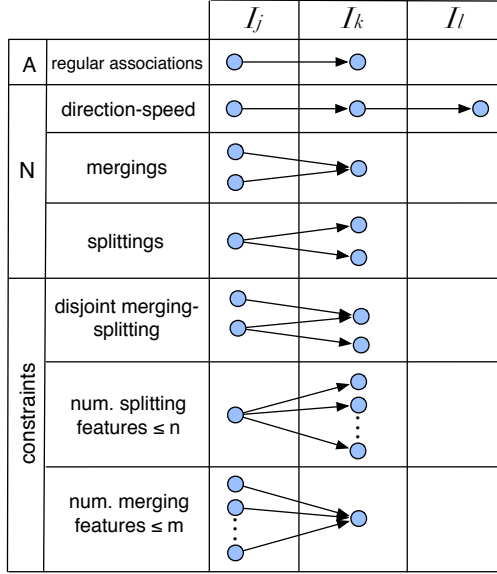 I_j I_k I_l
A regular associations
N
direction-speed
mergings
splittings
constraints
disjoint merging-
splitting
num. splitting
features ≤ n
num. merging
features ≤ m